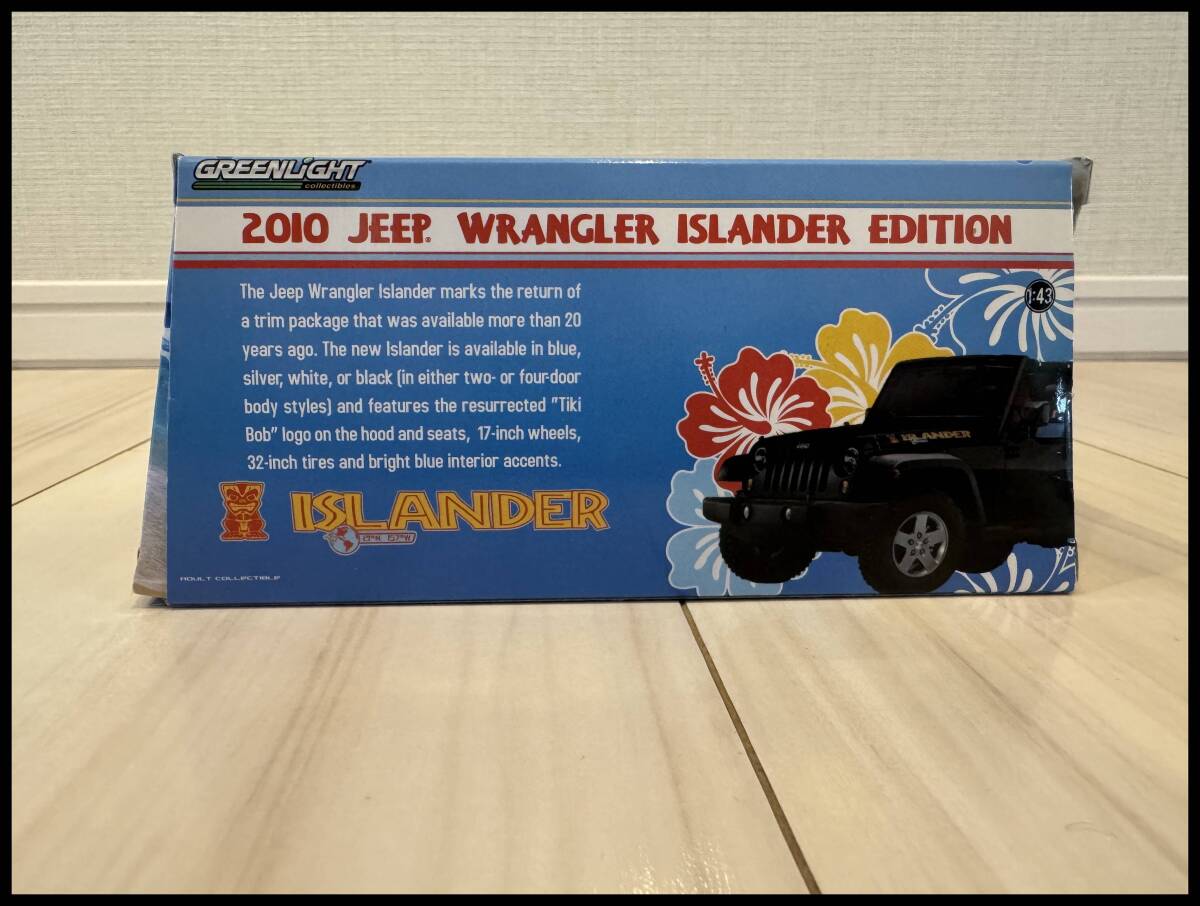 GREENLiGHT
collectibles
2010 JEEP® WRANGLER ISLANDER EDITION
The Jeep Wrangler Islander marks the return of
a trim package that was available more than 20
years ago. The new Islander is available in blue,
silver, white, or black (in either two- or four-door
body styles) and features the resurrected "Tiki
Bob" logo on the hood and seats, 17-inch wheels,
32-inch tires and bright blue interior accents.
1:43
ISLANDER
ISLANDER
21°N 157°W
ADULT COLLECTIBLE